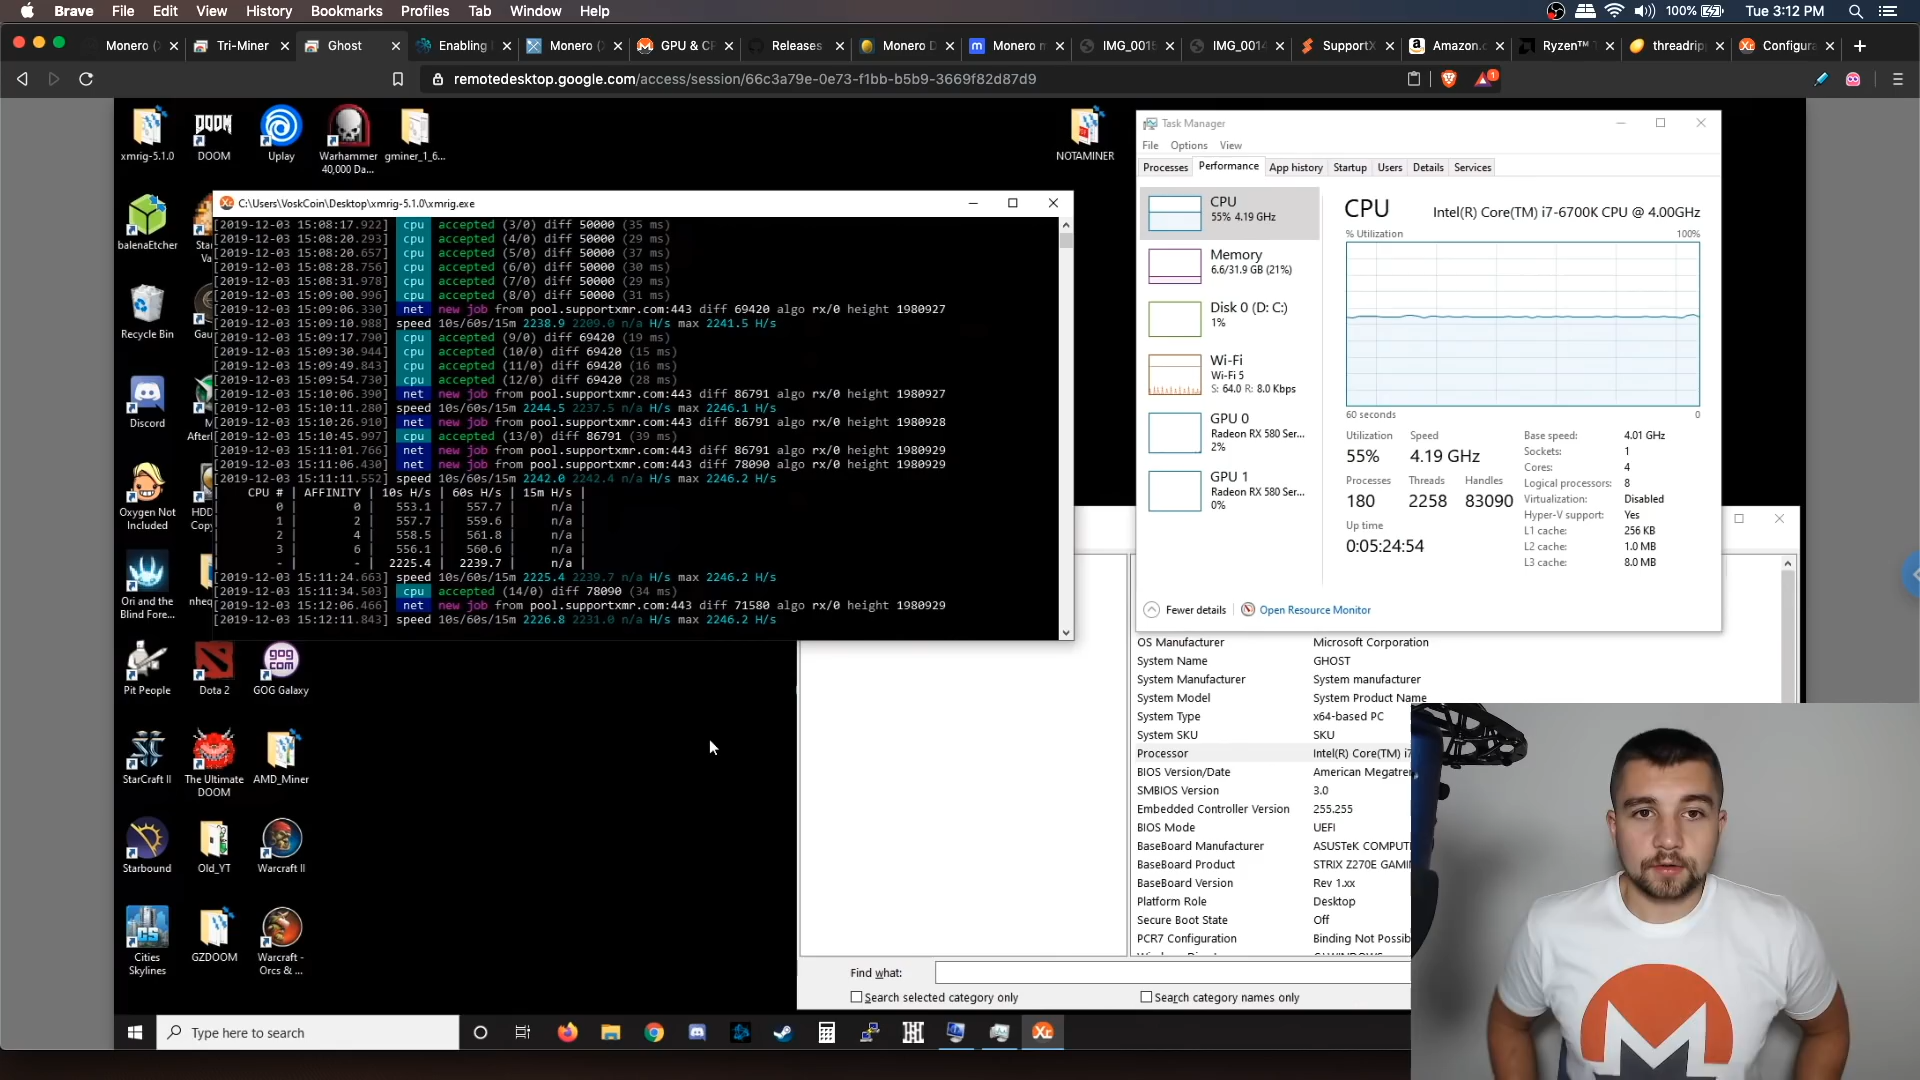 Brave File Edit View History Bookmarks Profiles Tab Window Help 100% Tue 3:12 PM
Monero ( Tri-Miner Ghost Enabling Monero ( GPU & CP Releases Monero D Monero m IMG_001 IMG_0014 SupportX Amazon.c Ryzen™ T threadrip Configura
remotedesktop.google.com/access/session/66c3a79e-0e73-f1bb-b5b9-3669f82d87d9
1
xmrig-5.1.0
DOOM
Uplay
Warhammer 40,000 Da...
gminer_1_6...
NOTAMINER
balenaEtcher
Recycle Bin
Discord
Oxygen Not Included
Ori and the Blind Fore...
Pit People
Dota 2
GOG Galaxy
StarCraft II
The Ultimate DOOM
AMD_Miner
Starbound
Old_YT
Warcraft II
Cities Skylines
GZDOOM
Warcraft - Orcs & ...
C:\Users\VoskCoin\Desktop\xmrig-5.1.0\xmrig.exe
[2019-12-03 15:08:17.922] cpu accepted (3/0) diff 50000 (35 ms)
[2019-12-03 15:08:20.293] cpu accepted (4/0) diff 50000 (29 ms)
[2019-12-03 15:08:20.657] cpu accepted (5/0) diff 50000 (37 ms)
[2019-12-03 15:08:28.756] cpu accepted (6/0) diff 50000 (30 ms)
[2019-12-03 15:08:31.978] cpu accepted (7/0) diff 50000 (29 ms)
[2019-12-03 15:09:00.996] cpu accepted (8/0) diff 50000 (31 ms)
[2019-12-03 15:09:06.330] net new job from pool.supportxmr.com:443 diff 69420 algo rx/0 height 1980927
[2019-12-03 15:09:10.988] speed 10s/60s/15m 2238.9 2209.0 n/a H/s max 2241.5 H/s
[2019-12-03 15:09:17.790] cpu accepted (9/0) diff 69420 (19 ms)
[2019-12-03 15:09:30.944] cpu accepted (10/0) diff 69420 (15 ms)
[2019-12-03 15:09:49.843] cpu accepted (11/0) diff 69420 (16 ms)
[2019-12-03 15:09:54.730] cpu accepted (12/0) diff 69420 (28 ms)
[2019-12-03 15:10:06.390] net new job from pool.supportxmr.com:443 diff 86791 algo rx/0 height 1980927
[2019-12-03 15:10:11.280] speed 10s/60s/15m 2244.5 2237.5 n/a H/s max 2246.1 H/s
[2019-12-03 15:10:26.910] net new job from pool.supportxmr.com:443 diff 86791 algo rx/0 height 1980928
[2019-12-03 15:10:45.997] cpu accepted (13/0) diff 86791 (39 ms)
[2019-12-03 15:11:01.766] net new job from pool.supportxmr.com:443 diff 86791 algo rx/0 height 1980929
[2019-12-03 15:11:06.430] net new job from pool.supportxmr.com:443 diff 78090 algo rx/0 height 1980929
[2019-12-03 15:11:11.552] speed 10s/60s/15m 2242.0 2242.4 n/a H/s max 2246.2 H/s
| CPU # | AFFINITY | 10s H/s | 60s H/s | 15m H/s |
| 0 | 0 | 553.1 | 557.7 | n/a |
| 1 | 2 | 557.7 | 559.6 | n/a |
| 2 | 4 | 558.5 | 561.8 | n/a |
| 3 | 6 | 556.1 | 560.6 | n/a |
| - | - | 2225.4 | 2239.7 | n/a |
[2019-12-03 15:11:24.663] speed 10s/60s/15m 2225.4 2239.7 n/a H/s max 2246.2 H/s
[2019-12-03 15:11:34.503] cpu accepted (14/0) diff 78090 (34 ms)
[2019-12-03 15:12:06.466] net new job from pool.supportxmr.com:443 diff 71580 algo rx/0 height 1980929
[2019-12-03 15:12:11.843] speed 10s/60s/15m 2226.8 2231.0 n/a H/s max 2246.2 H/s
Task Manager
File Options View
Processes Performance App history Startup Users Details Services
CPU
55% 4.19 GHz
Memory
6.6/31.9 GB (21%)
Disk 0 (D: C:)
1%
Wi-Fi
Wi-Fi 5
S: 64.0 R: 8.0 Kbps
GPU 0
Radeon RX 580 Ser...
2%
GPU 1
Radeon RX 580 Ser...
0%
CPU Intel(R) Core(TM) i7-6700K CPU @ 4.00GHz
% Utilization 100%
60 seconds 0
Utilization Speed
55% 4.19 GHz
Processes Threads Handles
180 2258 83090
Up time
0:05:24:54
Base speed: 4.01 GHz
Sockets: 1
Cores: 4
Logical processors: 8
Virtualization: Disabled
Hyper-V support: Yes
L1 cache: 256 KB
L2 cache: 1.0 MB
L3 cache: 8.0 MB
Fewer details Open Resource Monitor
OS Manufacturer Microsoft Corporation
System Name GHOST
System Manufacturer System manufacturer
System Model System Product Name
System Type x64-based PC
System SKU SKU
Processor Intel(R) Core(TM) i7
BIOS Version/Date American Megatre
SMBIOS Version 3.0
Embedded Controller Version 255.255
BIOS Mode UEFI
BaseBoard Manufacturer ASUSTeK COMPUT
BaseBoard Product STRIX Z270E GAMI
BaseBoard Version Rev 1.xx
Platform Role Desktop
Secure Boot State Off
PCR7 Configuration Binding Not Possib
Find what:
Search selected category only Search category names only
Type here to search